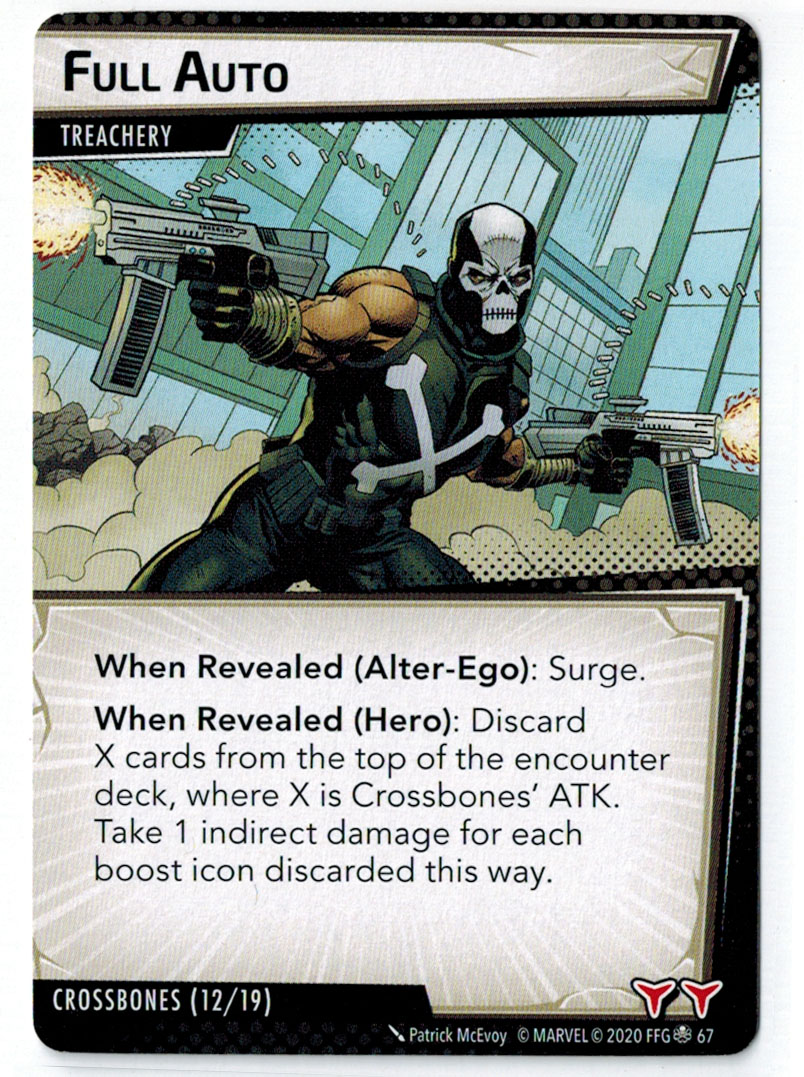 FULL AUTO
TREACHERY
When Revealed (Alter-Ego): Surge.
When Revealed (Hero): Discard
X cards from the top of the encounter
deck, where X is Crossbones’ ATK.
Take 1 indirect damage for each
boost icon discarded this way.
CROSSBONES (12/19)
Patrick McEvoy © MARVEL © 2020 FFG 67